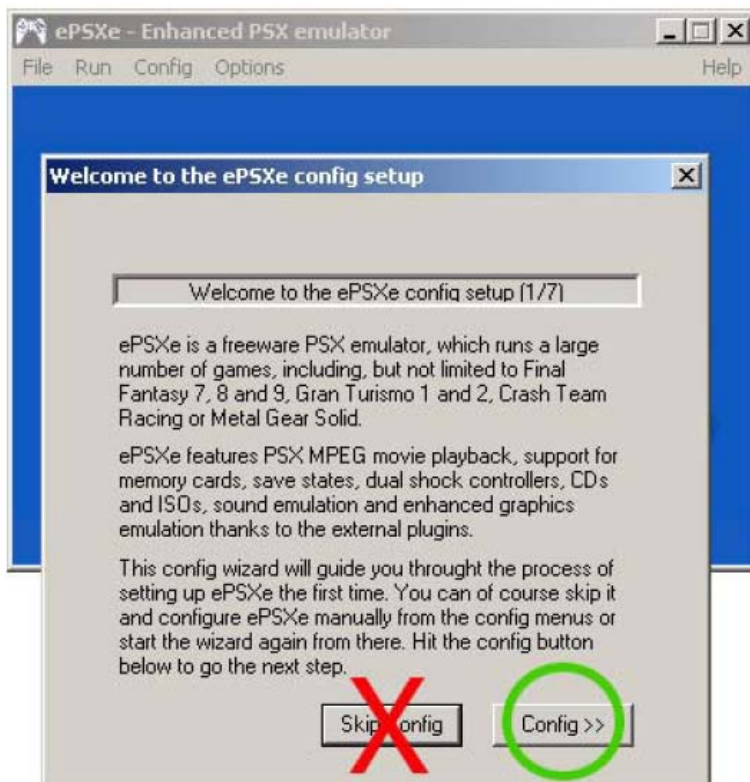 ePSXe - Enhanced PSX emulator
File Run Config Options Help
Welcome to the ePSXe config setup
Welcome to the ePSXe config setup (1/7)
ePSXe is a freeware PSX emulator, which runs a large
number of games, including, but not limited to Final
Fantasy 7, 8 and 9, Gran Turismo 1 and 2, Crash Team
Racing or Metal Gear Solid.
ePSXe features PSX MPEG movie playback, support for
memory cards, save states, dual shock controllers, CDs
and ISOs, sound emulation and enhanced graphics
emulation thanks to the external plugins.
This config wizard will guide you throught the process of
setting up ePSXe the first time. You can of course skip it
and configure ePSXe manually from the config menus or
start the wizard again from there. Hit the config button
below to go the next step.
Skip Config Config >>